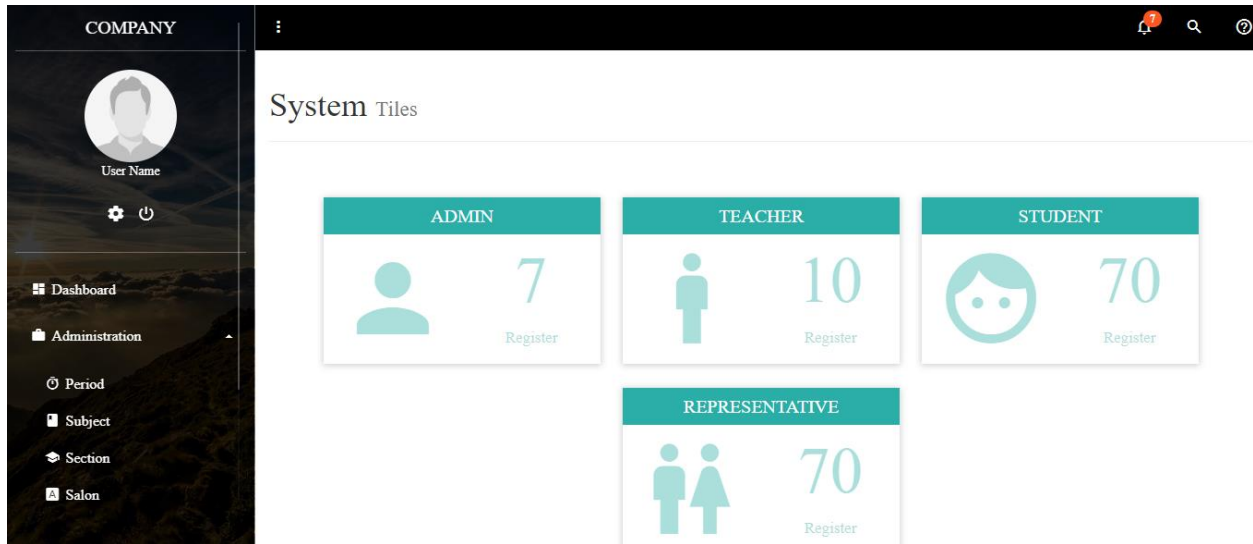 COMPANY
7
System Tiles
User Name
ADMIN
7
Register
TEACHER
10
Register
STUDENT
70
Register
REPRESENTATIVE
70
Register
Dashboard
Administration
Period
Subject
Section
A Salon